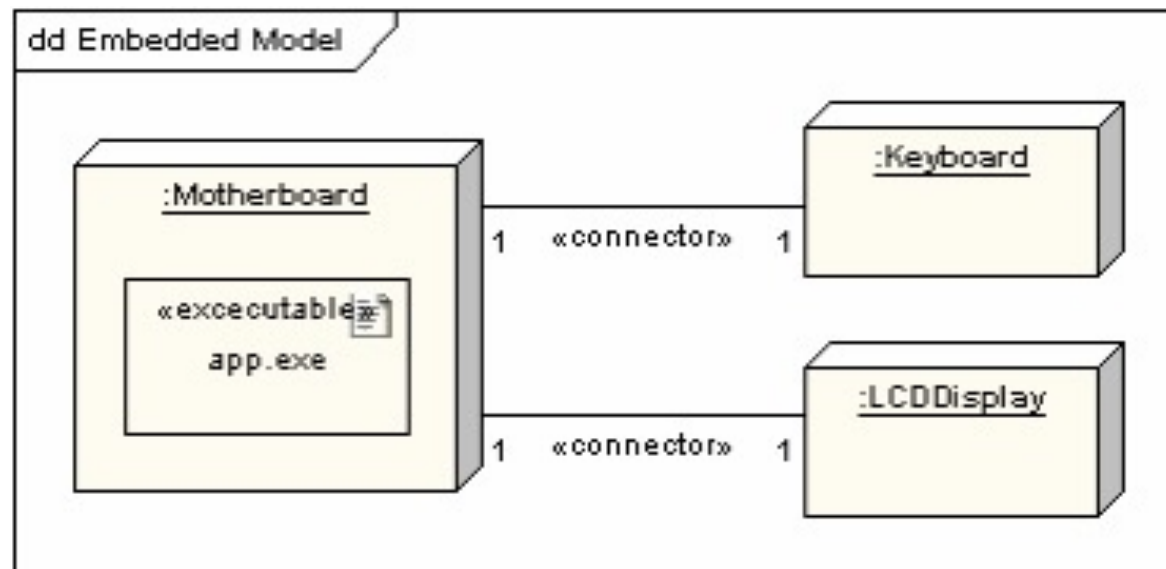 dd Embedded Model
:Motherboard
«excecutable»
app.exe
1 «connector» 1
:Keyboard
1 «connector» 1
:LCDDisplay